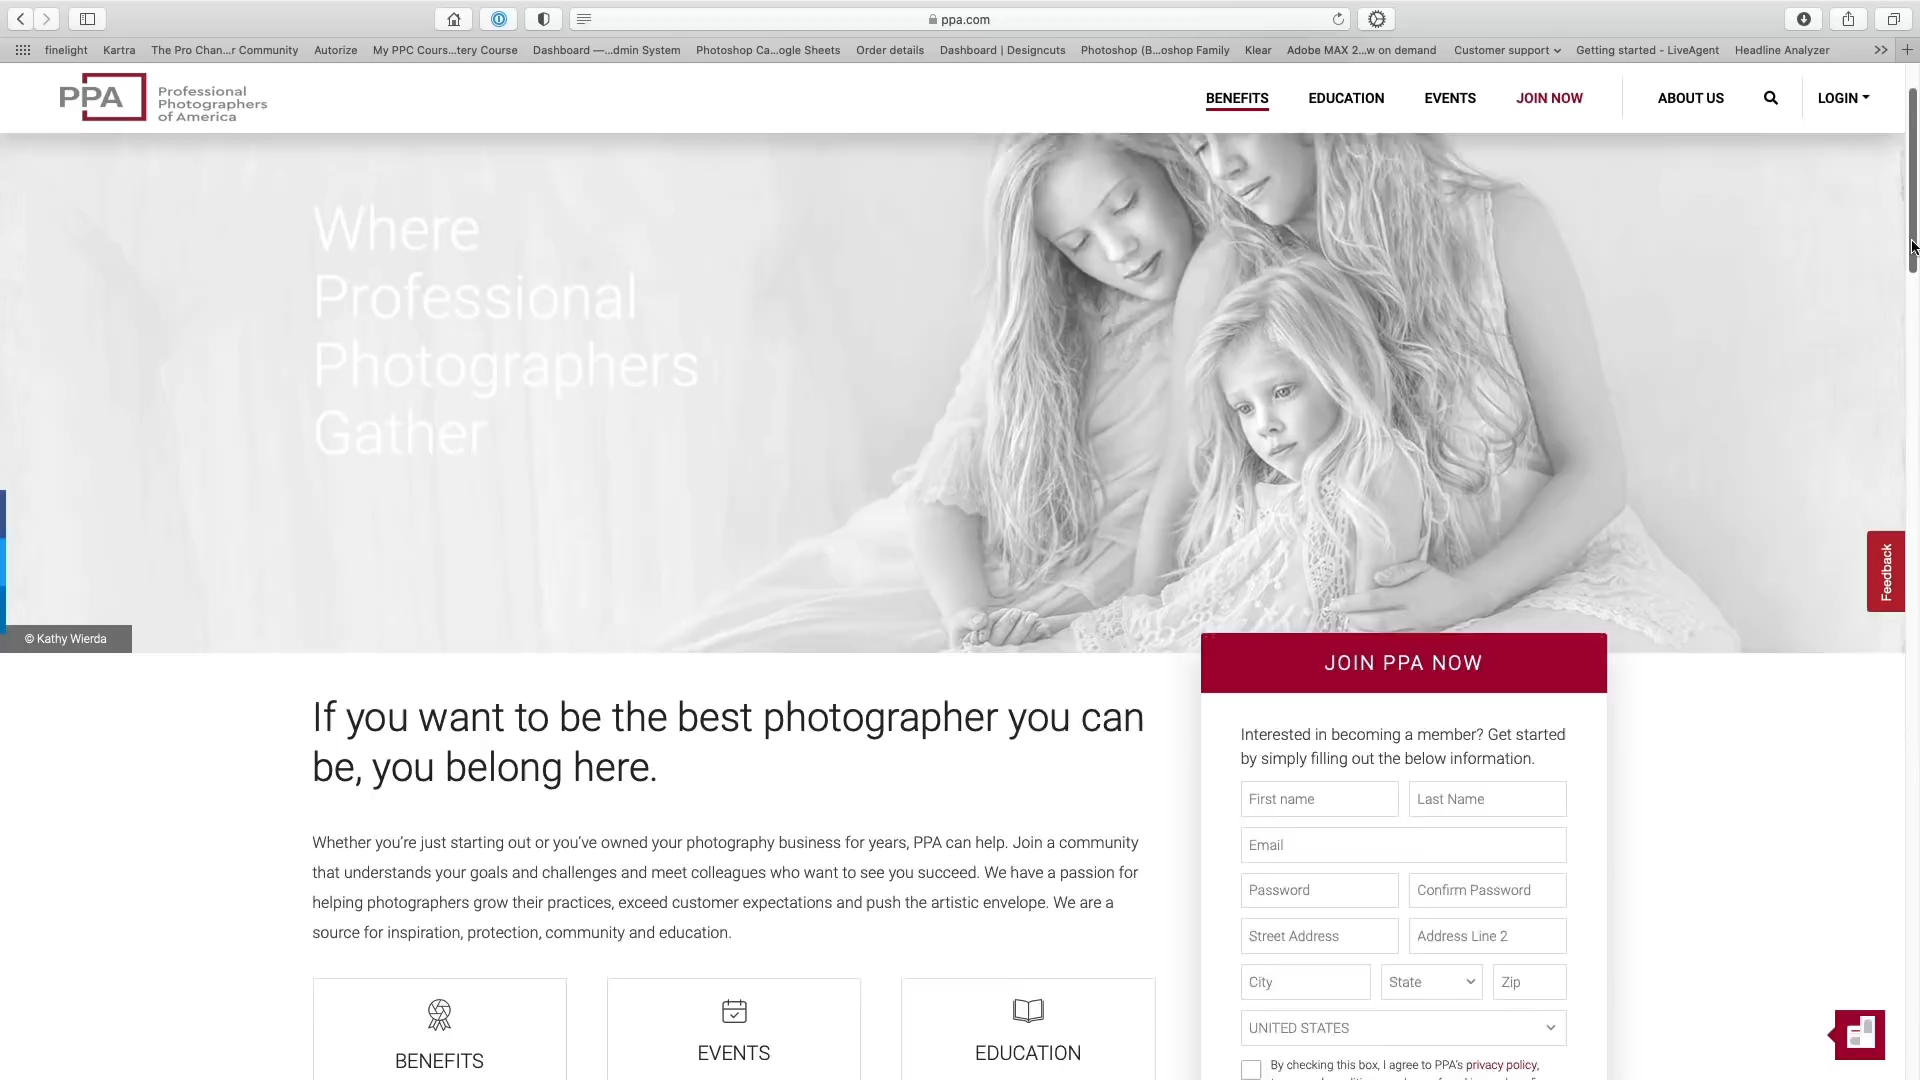 ppa.com
finelight Kartra The Pro Chan...r Community Autorize My PPC Cours...tery Course Dashboard —...dmin System Photoshop Ca...ogle Sheets Order details Dashboard | Designcuts Photoshop (B...oshop Family Klear Adobe MAX 2...w on demand Customer support Getting started - LiveAgent Headline Analyzer
PPA
Professional
Photographers
of America
BENEFITS EDUCATION EVENTS JOIN NOW ABOUT US LOGIN
Where
Professional
Photographers
Gather
Feedback
© Kathy Wierda
If you want to be the best photographer you can
be, you belong here.
Whether you're just starting out or you've owned your photography business for years, PPA can help. Join a community
that understands your goals and challenges and meet colleagues who want to see you succeed. We have a passion for
helping photographers grow their practices, exceed customer expectations and push the artistic envelope. We are a
source for inspiration, protection, community and education.
BENEFITS
EVENTS
EDUCATION
JOIN PPA NOW
Interested in becoming a member? Get started
by simply filling out the below information.
First name Last Name
Email
Password Confirm Password
Street Address Address Line 2
City State Zip
UNITED STATES
By checking this box, I agree to PPA's privacy policy,